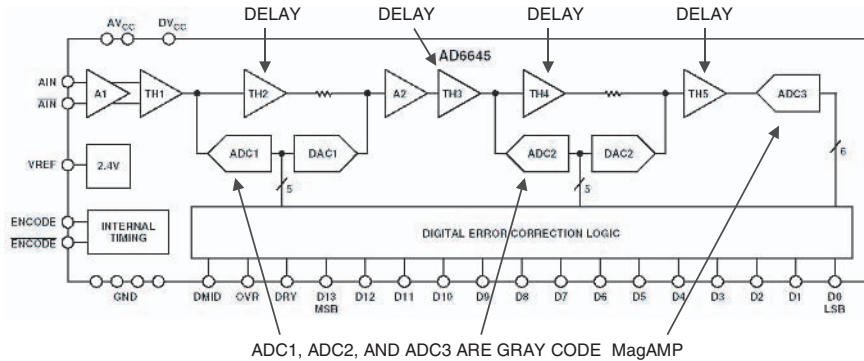 DELAY DELAY DELAY DELAY
AVCC DVCC
AD6645
AIN
AIN
A1 TH1 TH2 A2 TH3 TH4 TH5 ADC3
ADC1 DAC1 ADC2 DAC2
VREF 2.4V
5 5 6
ENCODE
ENCODE
INTERNAL
TIMING
DIGITAL ERROR CORRECTION LOGIC
GND DMID OVR DRY D13 D12 D11 D10 D9 D8 D7 D6 D5 D4 D3 D2 D1 D0
MSB LSB
ADC1, ADC2, AND ADC3 ARE GRAY CODE MagAMP